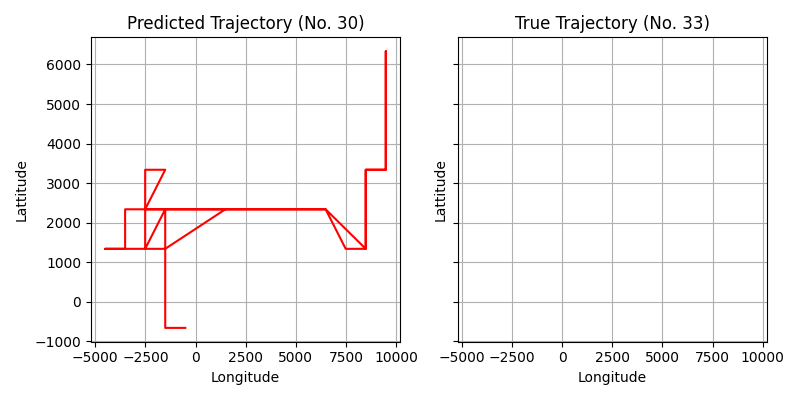 Predicted Trajectory (No. 30)
True Trajectory (No. 33)
Lattitude
6000
5000
4000
3000
2000
1000
0
−1000
−5000 −2500 0 2500 5000 7500 10000
Longitude
Lattitude
−5000 −2500 0 2500 5000 7500 10000
Longitude